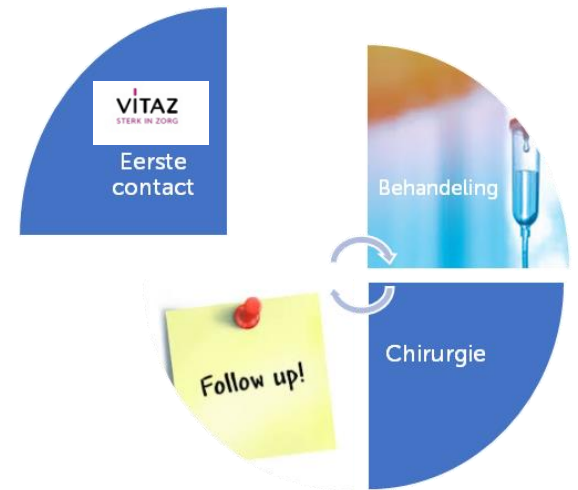 VITAZ
STERK IN ZORG
Eerste
contact
Behandeling
Follow up!
Chirurgie